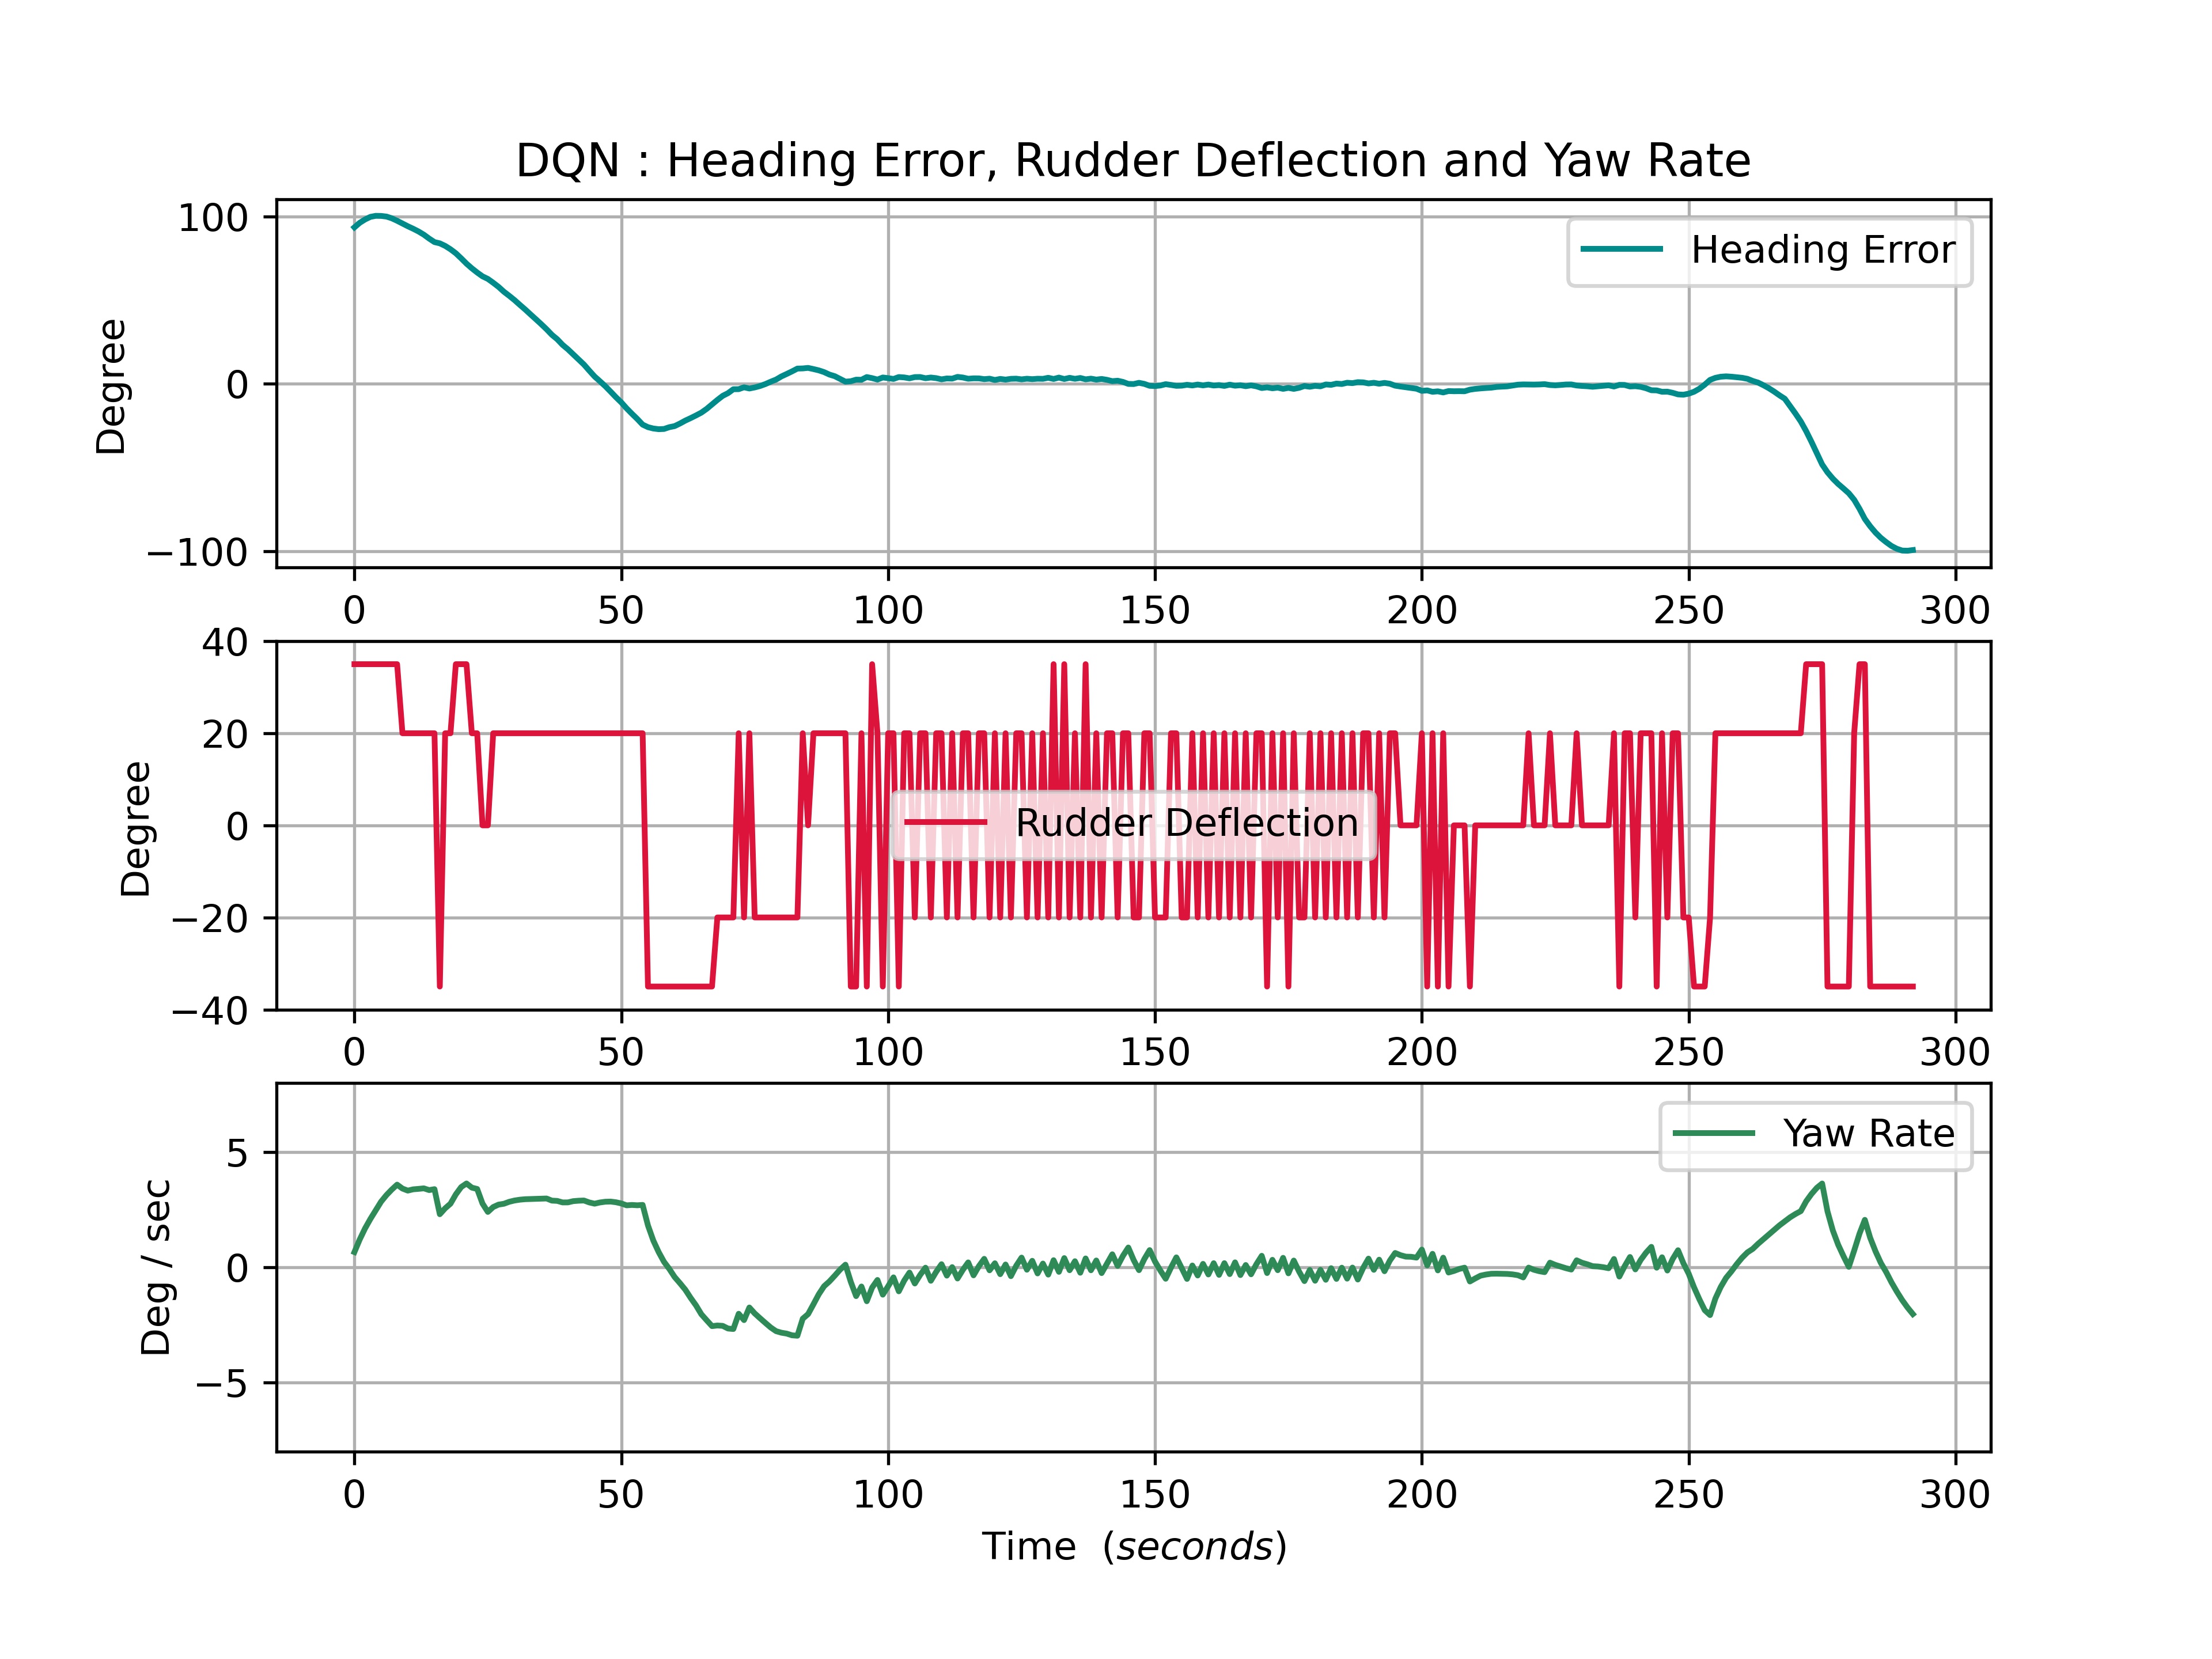 DQN : Heading Error, Rudder Deflection and Yaw Rate
100
0
−100
Degree
Heading Error
0 50 100 150 200 250 300
40
20
0
−20
−40
Degree
Rudder Deflection
0 50 100 150 200 250 300
5
0
−5
Deg / sec
Yaw Rate
0 50 100 150 200 250 300
Time (seconds)